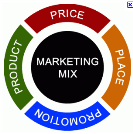 PRICE
PRODUCT
MARKETING
MIX
PLACE
PROMOTION